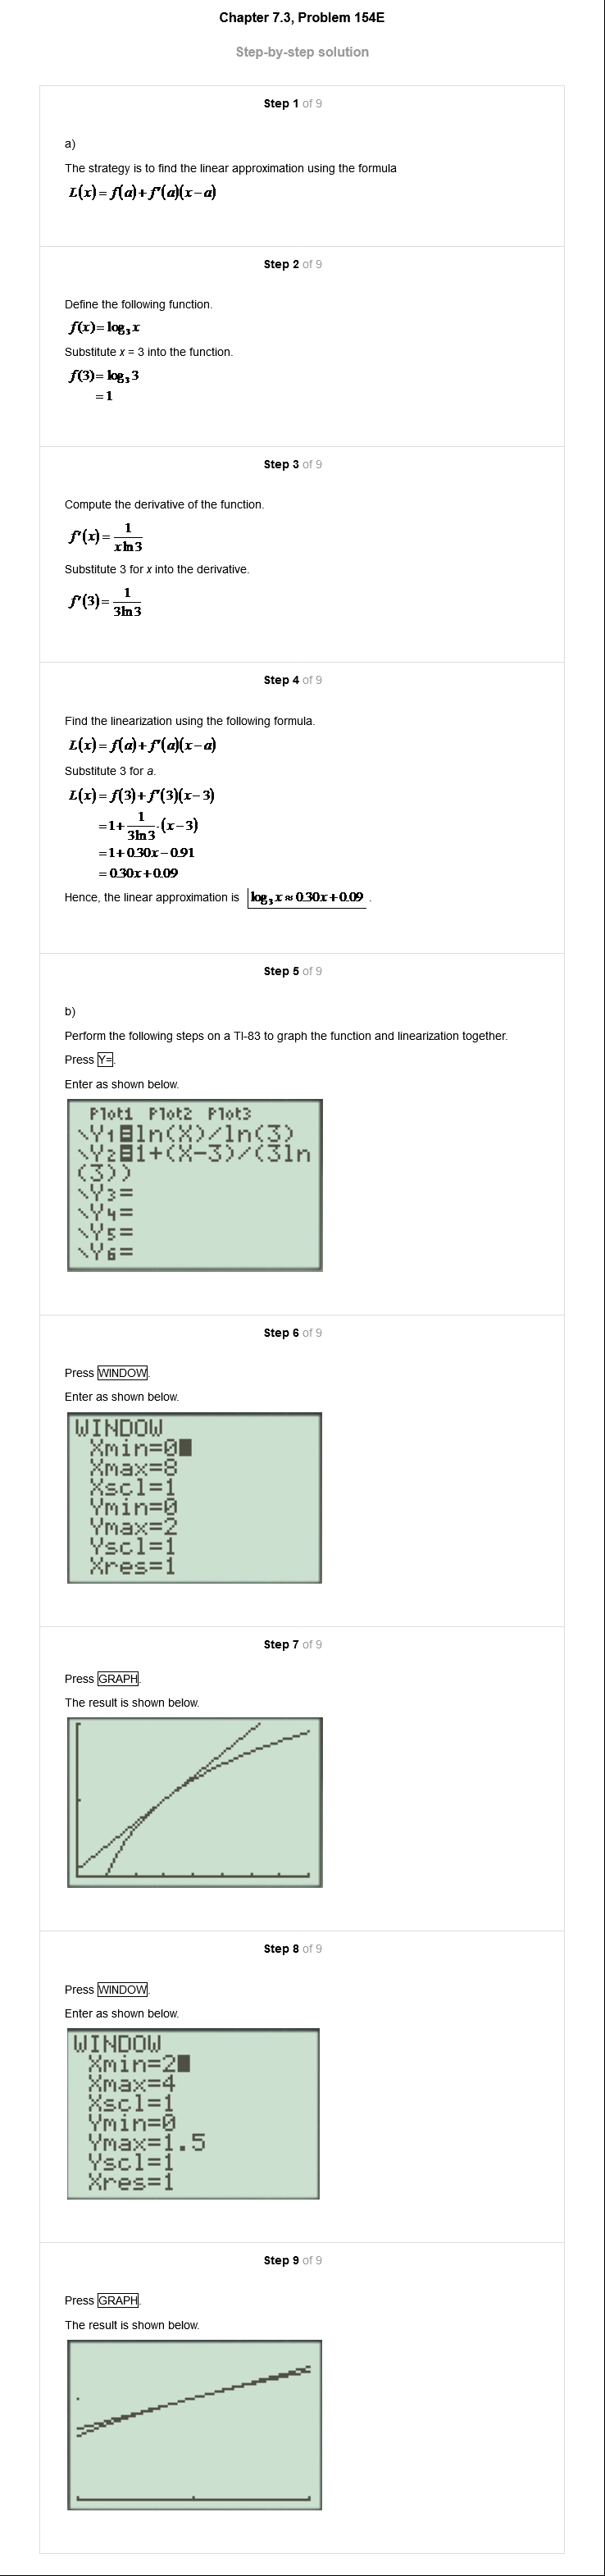 Chapter 7.3, Problem 154E
Step-by-step solution
Step 1 of 9
a)
The strategy is to find the linear approximation using the formula
L(x) = f(a) + f'(a)(x − a)
Step 2 of 9
Define the following function.
f(x) = log₃ x
Substitute x = 3 into the function.
f(3) = log₃ 3
= 1
Step 3 of 9
Compute the derivative of the function.
f'(x) = 1/(x ln 3)
Substitute 3 for x into the derivative.
f'(3) = 1/(3 ln 3)
Step 4 of 9
Find the linearization using the following formula.
L(x) = f(a) + f'(a)(x − a)
Substitute 3 for a.
L(x) = f(3) + f'(3)(x − 3)
= 1 + 1/(3 ln 3) · (x − 3)
= 1 + 0.30x − 0.91
= 0.30x + 0.09
Hence, the linear approximation is log₃ x ≈ 0.30x + 0.09 .
Step 5 of 9
b)
Perform the following steps on a TI-83 to graph the function and linearization together.
Press Y=.
Enter as shown below.
Plot1 Plot2 Plot3
\Y₁=ln(X)/ln(3)
\Y₂=1+(X-3)/(3ln
(3))
\Y₃=
\Y₄=
\Y₅=
\Y₆=
Step 6 of 9
Press WINDOW.
Enter as shown below.
WINDOW
Xmin=0
Xmax=8
Xscl=1
Ymin=0
Ymax=2
Yscl=1
Xres=1
Step 7 of 9
Press GRAPH.
The result is shown below.
Step 8 of 9
Press WINDOW.
Enter as shown below.
WINDOW
Xmin=2
Xmax=4
Xscl=1
Ymin=0
Ymax=1.5
Yscl=1
Xres=1
Step 9 of 9
Press GRAPH.
The result is shown below.